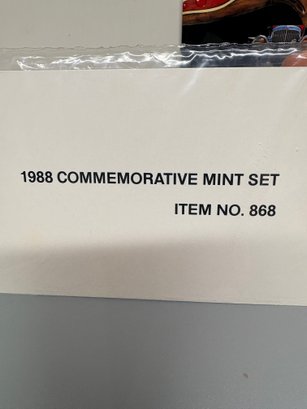 1988 COMMEMORATIVE MINT SET
ITEM NO. 868